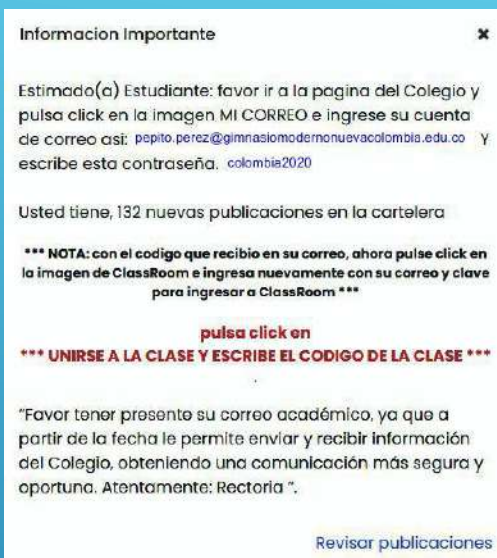 Informacion Importante ✖
Estimado(a) Estudiante: favor ir a la pagina del Colegio y
pulsa click en la imagen MI CORREO e ingrese su cuenta
de correo asi: pepito.perez@gimnasiomodernonuevacolombia.edu.co Y
escribe esta contraseña. colombia2020
Usted tiene, 132 nuevas publicaciones en la cartelera
*** NOTA: con el codigo que recibio en su correo, ahora pulse click en
la imagen de ClassRoom e ingresa nuevamente con su correo y clave
para ingresar a ClassRoom ***
pulsa click en
*** UNIRSE A LA CLASE Y ESCRIBE EL CODIGO DE LA CLASE ***
.
"Favor tener presente su correo académico, ya que a
partir de la fecha le permite enviar y recibir información
del Colegio, obteniendo una comunicación más segura y
oportuna. Atentamente: Rectoria ".
Revisar publicaciones